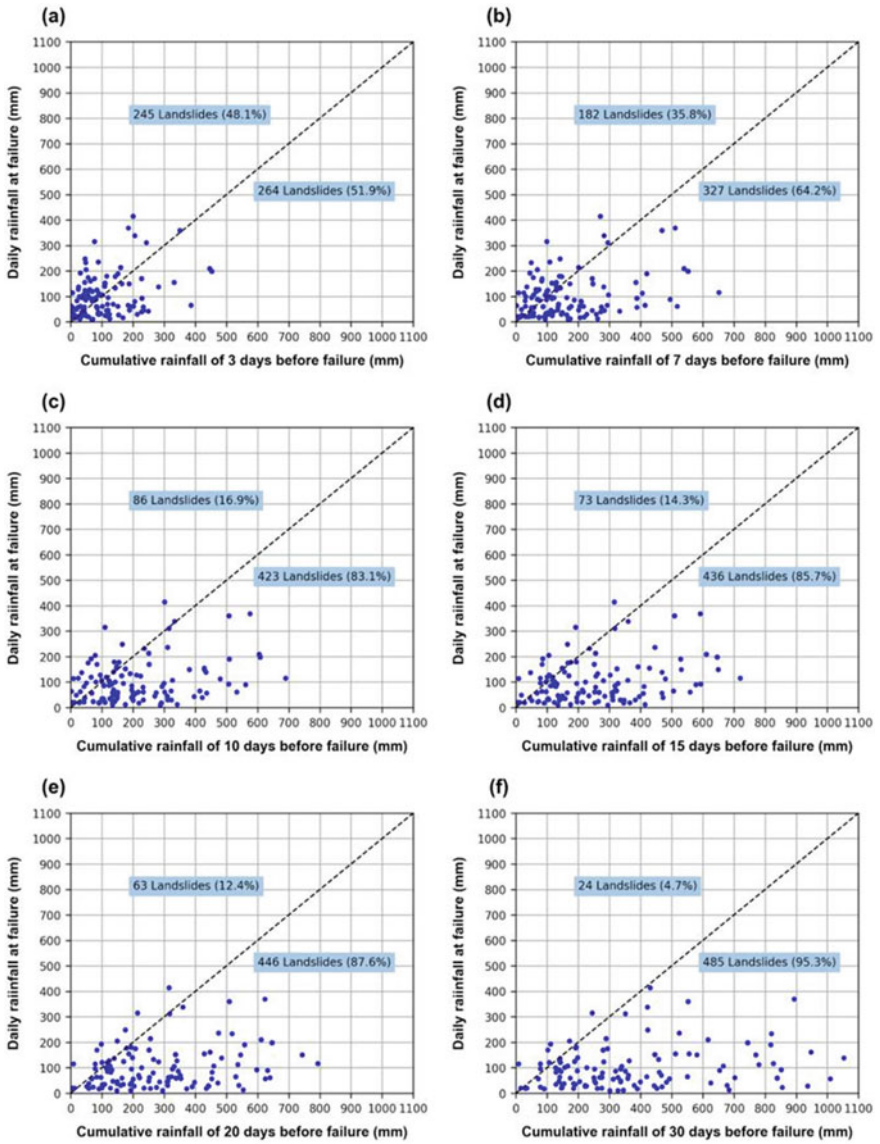 (a)
1100
1000
900
800
700
600
500
400
300
200
100
0
Daily raiinfall at failure (mm)
245 Landslides (48.1%)
264 Landslides (51.9%)
0 100 200 300 400 500 600 700 800 900 1000 1100
Cumulative rainfall of 3 days before failure (mm)
(b)
1100
1000
900
800
700
600
500
400
300
200
100
0
Daily raiinfall at failure (mm)
182 Landslides (35.8%)
327 Landslides (64.2%)
0 100 200 300 400 500 600 700 800 900 1000 1100
Cumulative rainfall of 7 days before failure (mm)
(c)
1100
1000
900
800
700
600
500
400
300
200
100
0
Daily raiinfall at failure (mm)
86 Landslides (16.9%)
423 Landslides (83.1%)
0 100 200 300 400 500 600 700 800 900 1000 1100
Cumulative rainfall of 10 days before failure (mm)
(d)
1100
1000
900
800
700
600
500
400
300
200
100
0
Daily raiinfall at failure (mm)
73 Landslides (14.3%)
436 Landslides (85.7%)
0 100 200 300 400 500 600 700 800 900 1000 1100
Cumulative rainfall of 15 days before failure (mm)
(e)
1100
1000
900
800
700
600
500
400
300
200
100
0
Daily raiinfall at failure (mm)
63 Landslides (12.4%)
446 Landslides (87.6%)
0 100 200 300 400 500 600 700 800 900 1000 1100
Cumulative rainfall of 20 days before failure (mm)
(f)
1100
1000
900
800
700
600
500
400
300
200
100
0
Daily raiinfall at failure (mm)
24 Landslides (4.7%)
485 Landslides (95.3%)
0 100 200 300 400 500 600 700 800 900 1000 1100
Cumulative rainfall of 30 days before failure (mm)